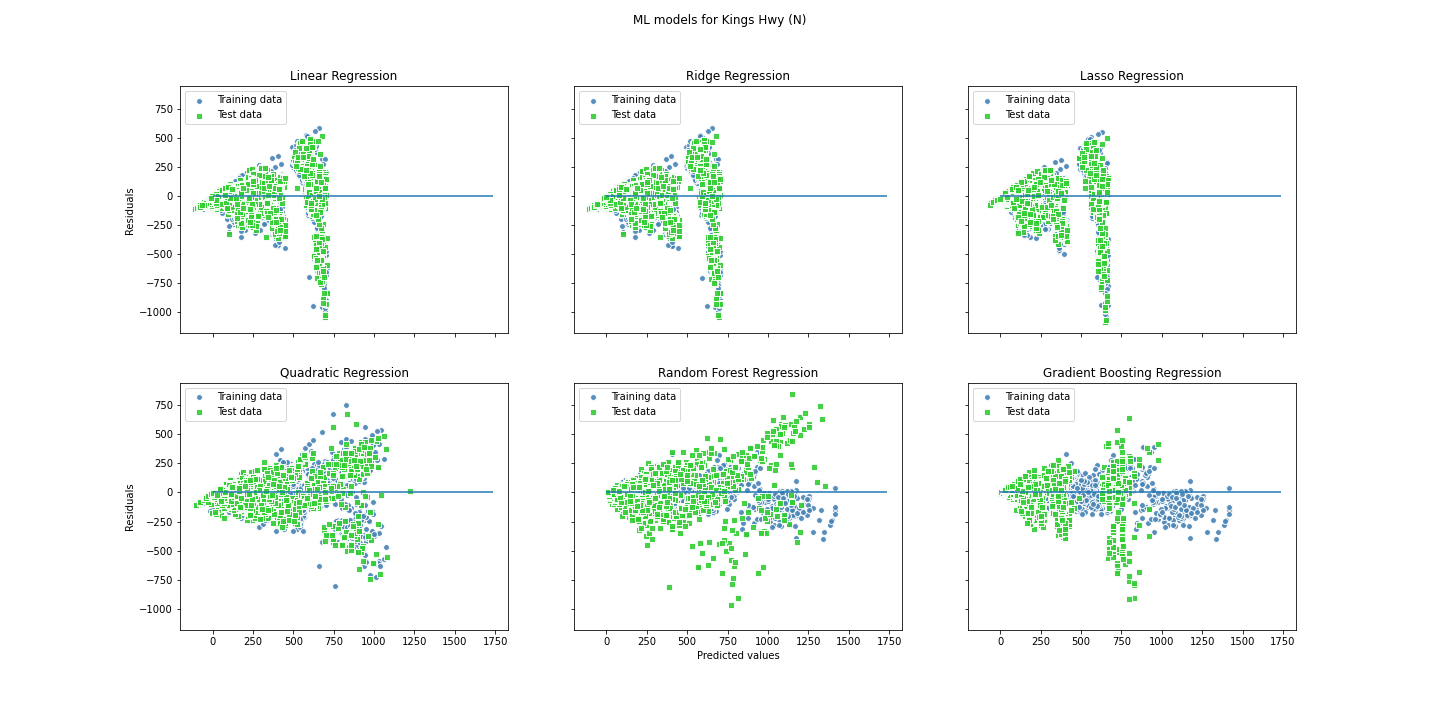 ML models for Kings Hwy (N)
Linear Regression
Ridge Regression
Lasso Regression
Training data
Test data
Training data
Test data
Training data
Test data
Residuals
750
500
250
0
−250
−500
−750
−1000
Quadratic Regression
Random Forest Regression
Gradient Boosting Regression
Training data
Test data
Training data
Test data
Training data
Test data
Residuals
750
500
250
0
−250
−500
−750
−1000
0 250 500 750 1000 1250 1500 1750
0 250 500 750 1000 1250 1500 1750
0 250 500 750 1000 1250 1500 1750
Predicted values